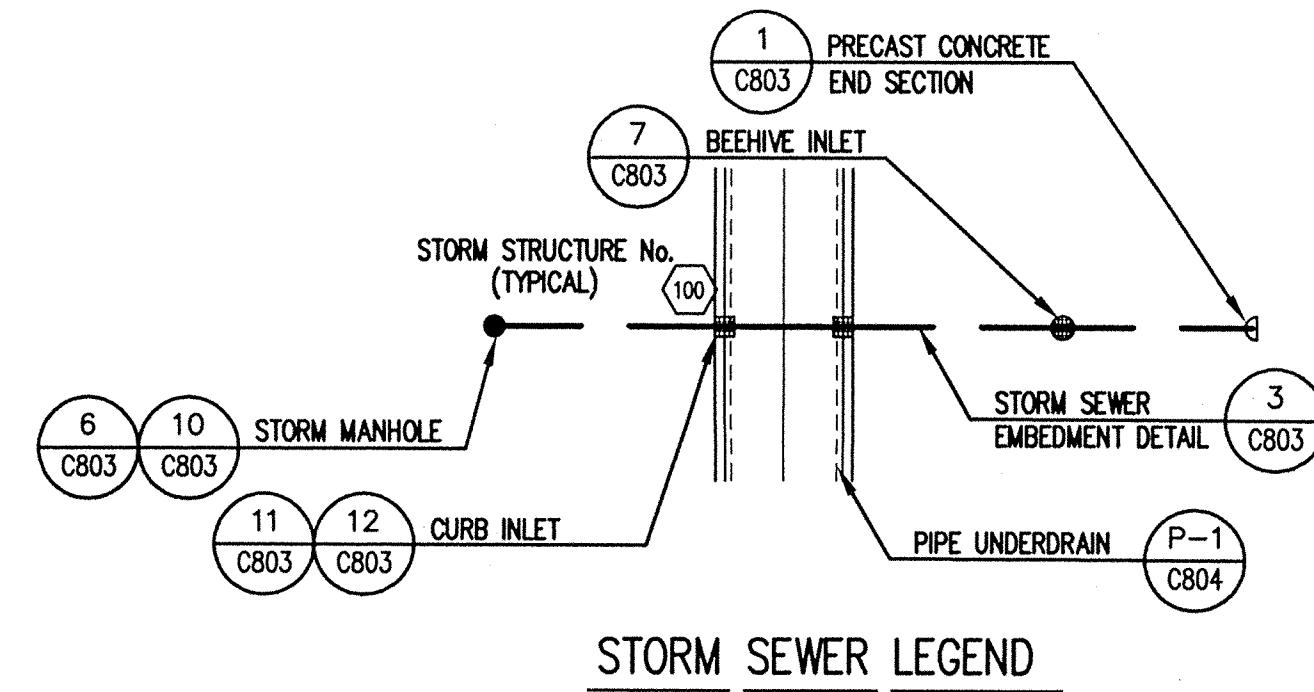 1
C803
PRECAST CONCRETE
END SECTION
7
C803
BEEHIVE INLET
STORM STRUCTURE No.
(TYPICAL)
100
6
C803
10
C803
STORM MANHOLE
STORM SEWER
EMBEDMENT DETAIL
3
C803
11
C803
12
C803
CURB INLET
PIPE UNDERDRAIN
P-1
C804
STORM SEWER LEGEND